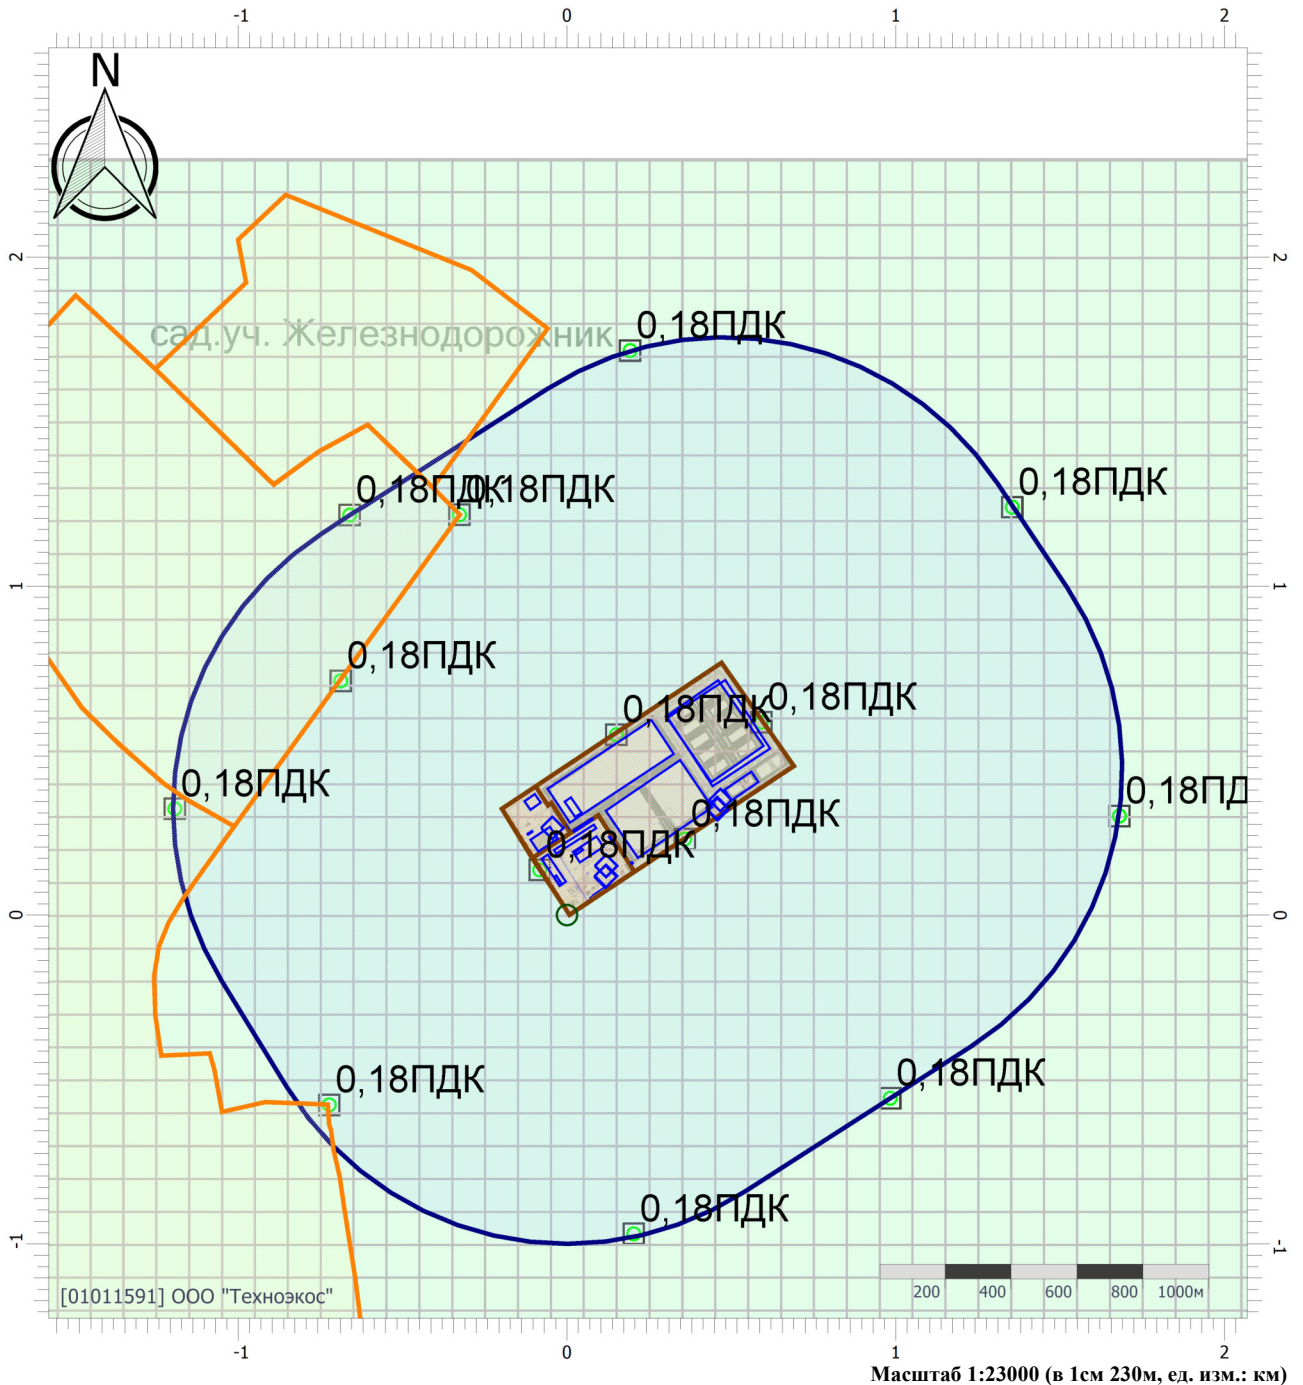 -1 0 1 2
N
2 2
сад.уч. Железнодорожник
0,18ПДК
0,18ПДК
0,18ПДК
0,18ПДК
1 1
0,18ПДК
0,18ПДК
0,18ПДК
0,18ПДК
0,18ПД
0,18ПДК
0,18ПДК
0 0
0,18ПДК
0,18ПДК
0,18ПДК
-1 -1
200 400 600 800 1000м
[01011591] ООО "Техноэкос"
-1 0 1 2
Масштаб 1:23000 (в 1см 230м, ед. изм.: км)